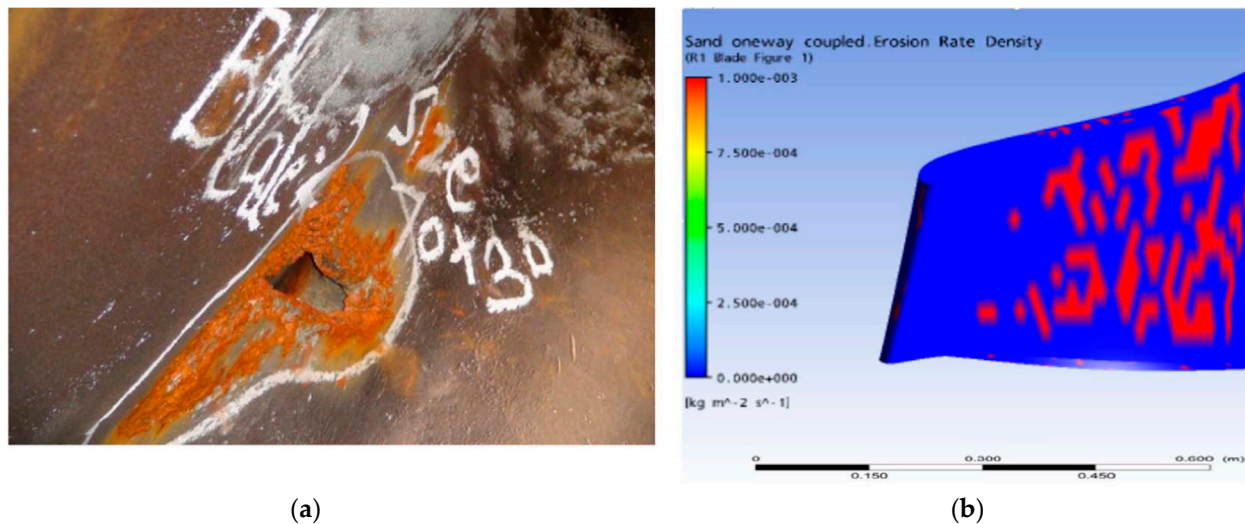 Sand oneway coupled.Erosion Rate Density
(R1 Blade Figure 1)
1.000e-003
7.500e-004
5.000e-004
2.500e-004
0.000e+000
[kg m^-2 s^-1]
0 0.300 0.600 (m)
0.150 0.450
(a) (b)